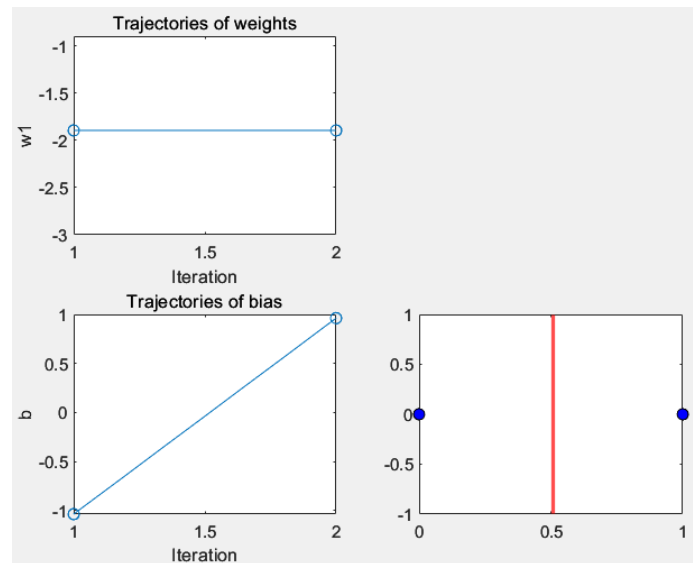 Trajectories of weights
-1
-1.5
-2
-2.5
-3
w1
1 1.5 2
Iteration
Trajectories of bias
1
0.5
0
-0.5
-1
b
1 1.5 2
Iteration
1
0.5
0
-0.5
-1
0 0.5 1